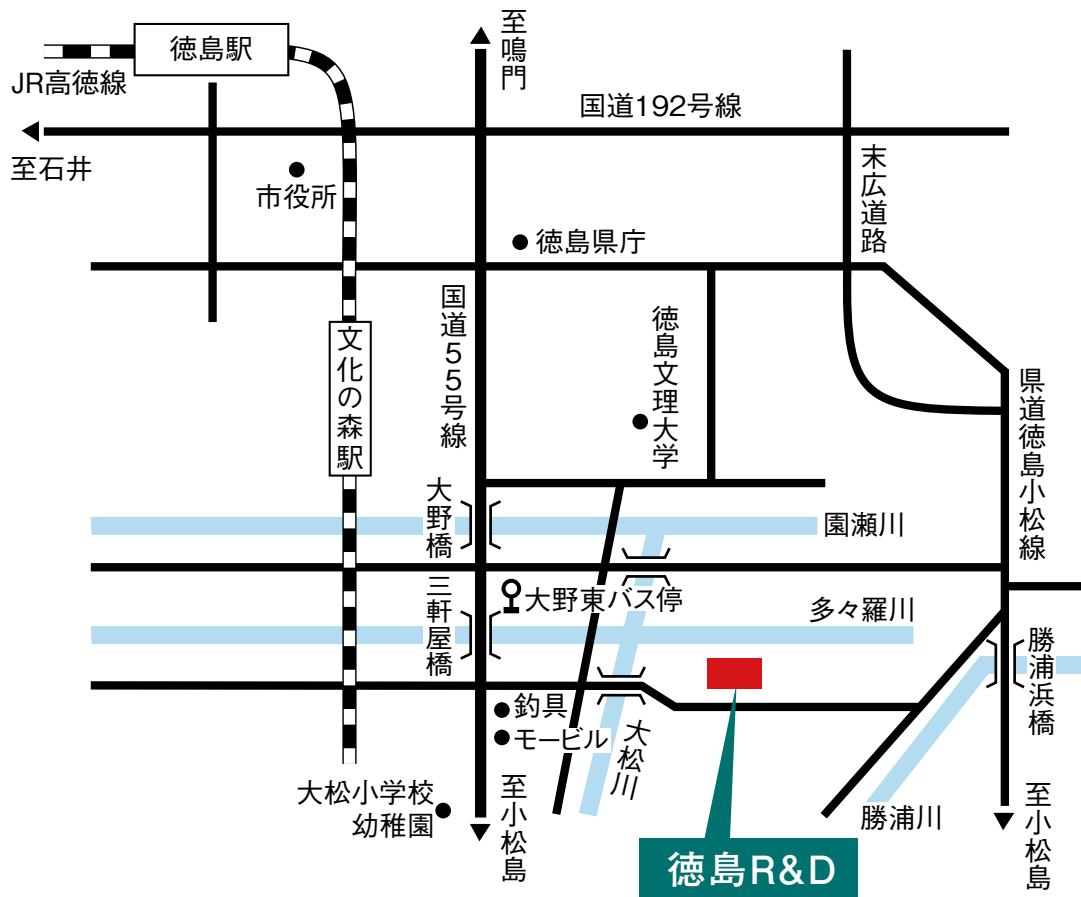 徳島駅
JR高徳線
至鳴門
国道192号線
至石井
市役所
末広道路
徳島県庁
国道55号線
徳島文理大学
文化の森駅
県道徳島小松線
大野橋
園瀬川
三軒屋橋
大野東バス停
多々羅川
勝浦浜橋
釣具
モービル
大松川
大松小学校
幼稚園
至小松島
勝浦川
至小松島
徳島R&D